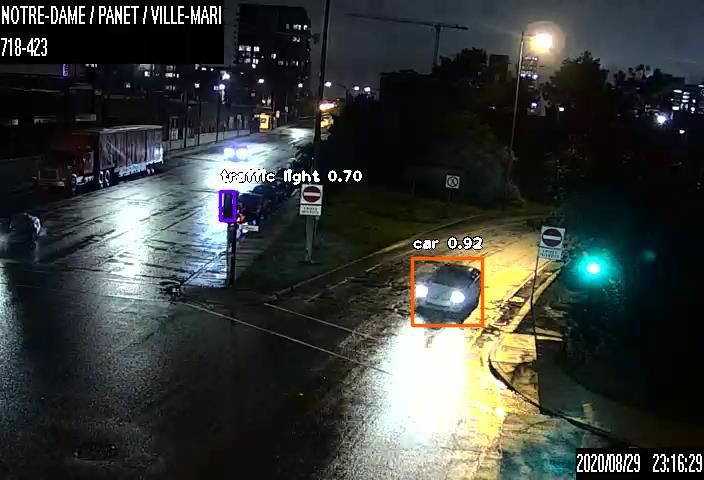 NOTRE-DAME / PANET / VILLE-MARI
718-423
traffic light 0.70
car 0.92
2020/08/29 23:16:29